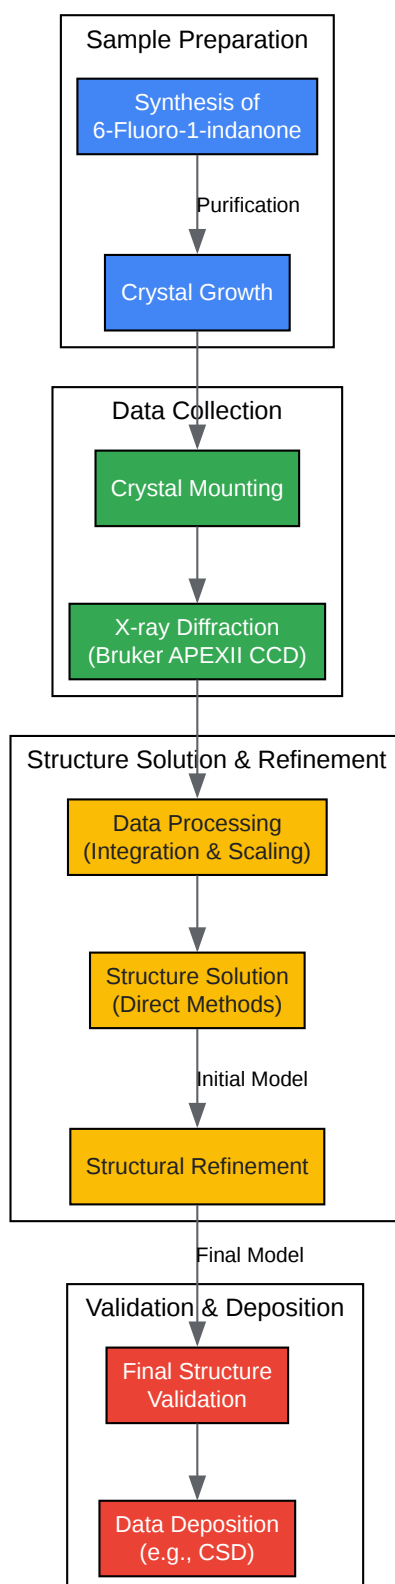 Sample Preparation
Synthesis of
6-Fluoro-1-indanone
Purification
Crystal Growth
Data Collection
Crystal Mounting
X-ray Diffraction
(Bruker APEXII CCD)
Structure Solution & Refinement
Data Processing
(Integration & Scaling)
Structure Solution
(Direct Methods)
Initial Model
Structural Refinement
Final Model
Validation & Deposition
Final Structure
Validation
Data Deposition
(e.g., CSD)